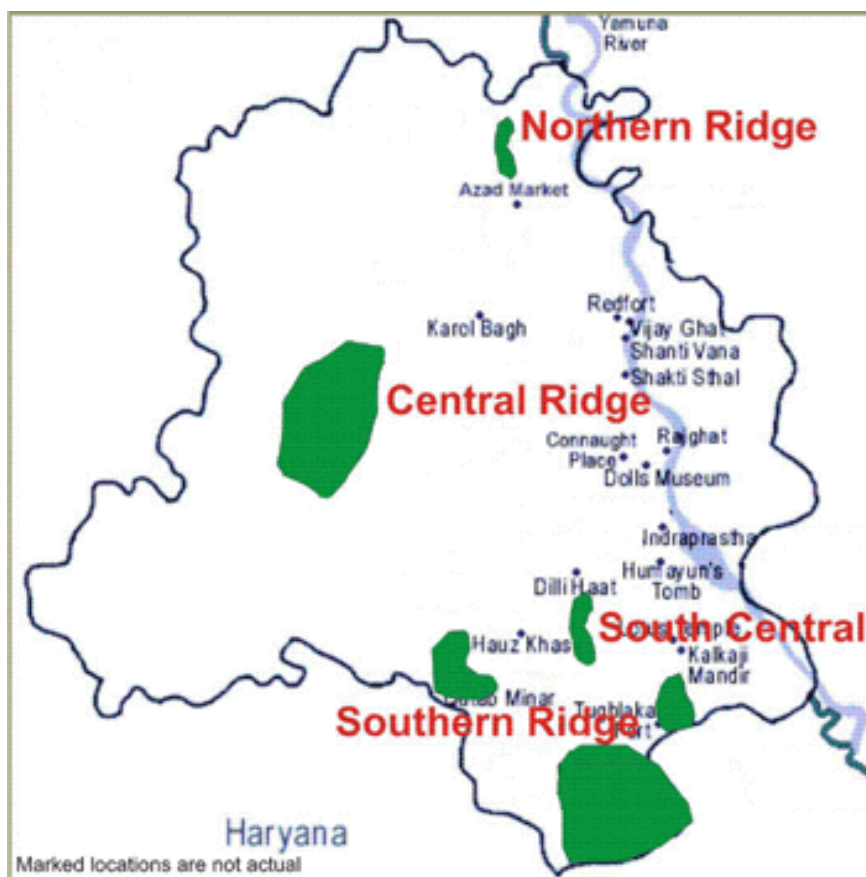 Yamuna
River
Northern Ridge
Azad Market
Redfort
Karol Bagh
Vijay Ghat
Shanti Vana
Shakti Sthal
Central Ridge
Connaught
Place
Rajghat
Dolls Museum
Indraprastha
Dilli Haat
Humayun's
Tomb
South Central
Hauz Khas
Kalkaji
Mandir
Minar
Southern Ridge
Haryana
Marked locations are not actual